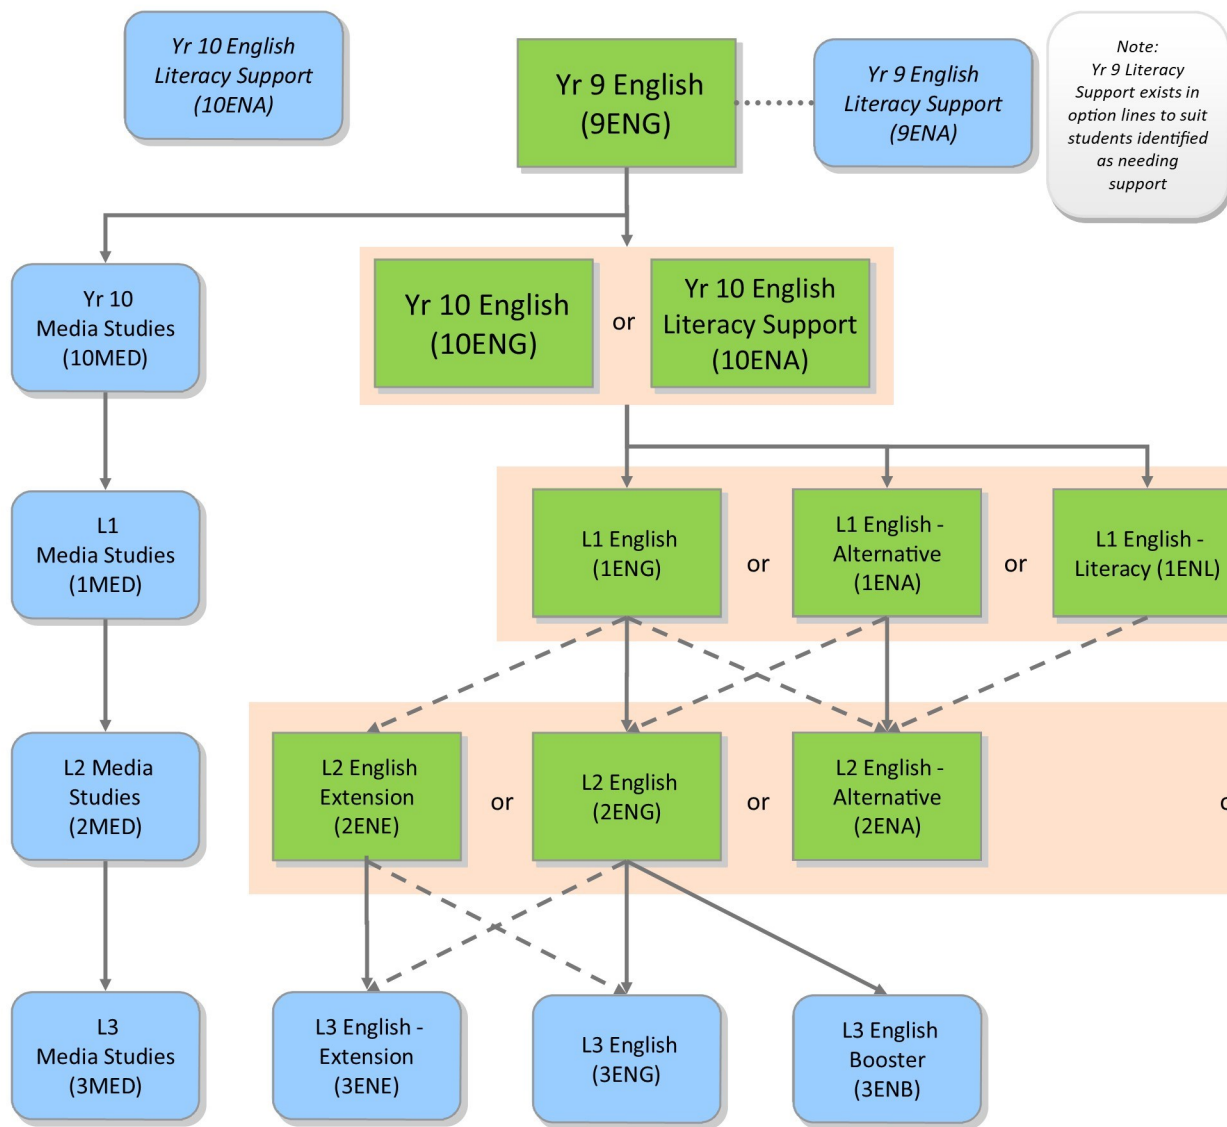 Yr 10 English
Literacy Support
(10ENA)
Yr 9 English
(9ENG)
Yr 9 English
Literacy Support
(9ENA)
Note:
Yr 9 Literacy
Support exists in
option lines to suit
students identified
as needing
support
Yr 10
Media Studies
(10MED)
Yr 10 English
(10ENG)
or
Yr 10 English
Literacy Support
(10ENA)
L1
Media Studies
(1MED)
L1 English
(1ENG)
or
L1 English -
Alternative
(1ENA)
or
L1 English -
Literacy (1ENL)
L2 Media
Studies
(2MED)
L2 English
Extension
(2ENE)
or
L2 English
(2ENG)
or
L2 English -
Alternative
(2ENA)
L3
Media Studies
(3MED)
L3 English -
Extension
(3ENE)
L3 English
(3ENG)
L3 English
Booster
(3ENB)